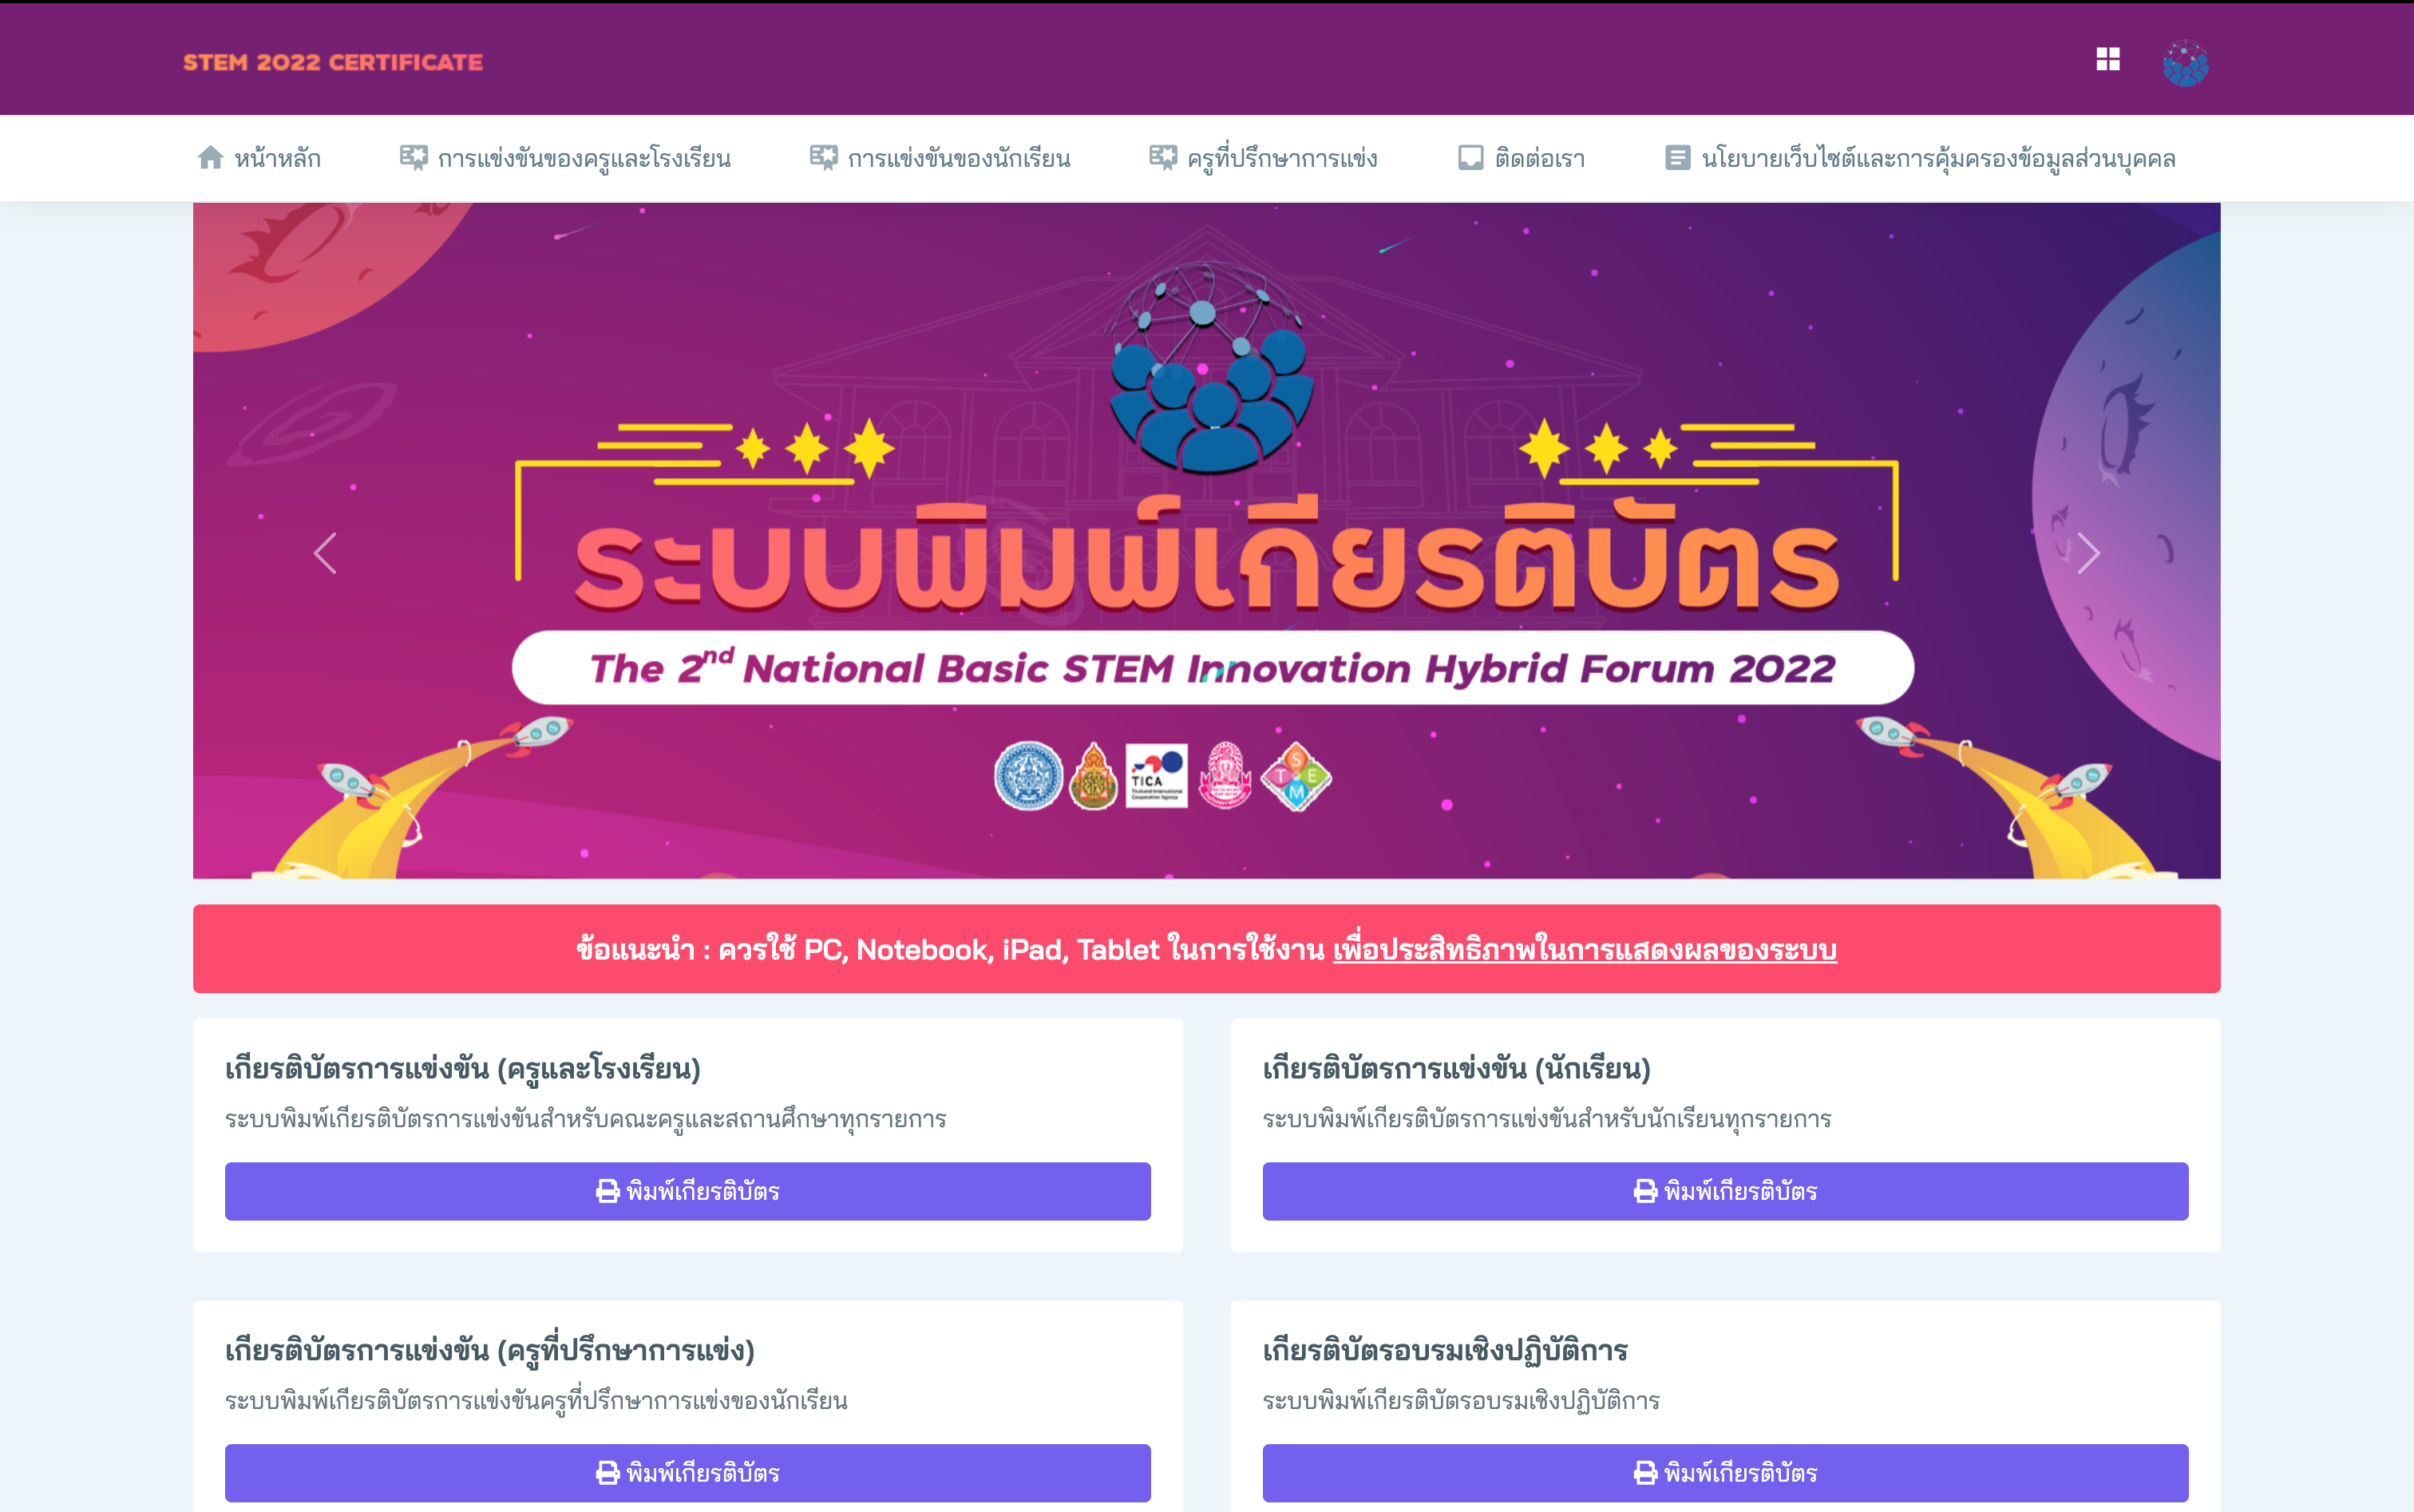 STEM 2022 CERTIFICATE
หน้าหลัก
การแข่งขันของครูและโรงเรียน
การแข่งขันของนักเรียน
ครูที่ปรึกษาการแข่ง
ติดต่อเรา
นโยบายเว็บไซต์และการคุ้มครองข้อมูลส่วนบุคคล
ระบบพิมพ์เกียรติบัตร
The 2nd National Basic STEM Innovation Hybrid Forum 2022
TICA
Thailand International
Cooperation Agency
S
T E
M
ข้อแนะนำ : ควรใช้ PC, Notebook, iPad, Tablet ในการใช้งาน เพื่อประสิทธิภาพในการแสดงผลของระบบ
เกียรติบัตรการแข่งขัน (ครูและโรงเรียน)
ระบบพิมพ์เกียรติบัตรการแข่งขันสำหรับคณะครูและสถานศึกษาทุกรายการ
พิมพ์เกียรติบัตร
เกียรติบัตรการแข่งขัน (นักเรียน)
ระบบพิมพ์เกียรติบัตรการแข่งขันสำหรับนักเรียนทุกรายการ
พิมพ์เกียรติบัตร
เกียรติบัตรการแข่งขัน (ครูที่ปรึกษาการแข่ง)
ระบบพิมพ์เกียรติบัตรการแข่งขันครูที่ปรึกษาการแข่งของนักเรียน
พิมพ์เกียรติบัตร
เกียรติบัตรอบรมเชิงปฏิบัติการ
ระบบพิมพ์เกียรติบัตรอบรมเชิงปฏิบัติการ
พิมพ์เกียรติบัตร